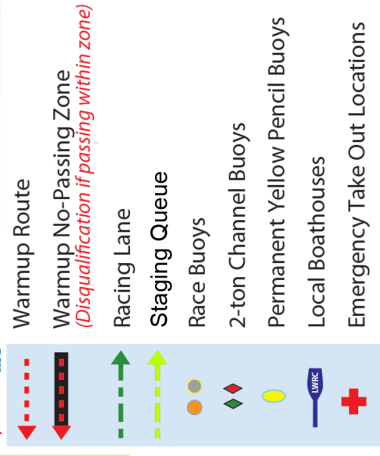 Warmup Route
Warmup No-Passing Zone
(Disqualification if passing within zone)
Racing Lane
Staging Queue
Race Buoys
2-ton Channel Buoys
Permanent Yellow Pencil Buoys
Local Boathouses
LWRC
Emergency Take Out Locations